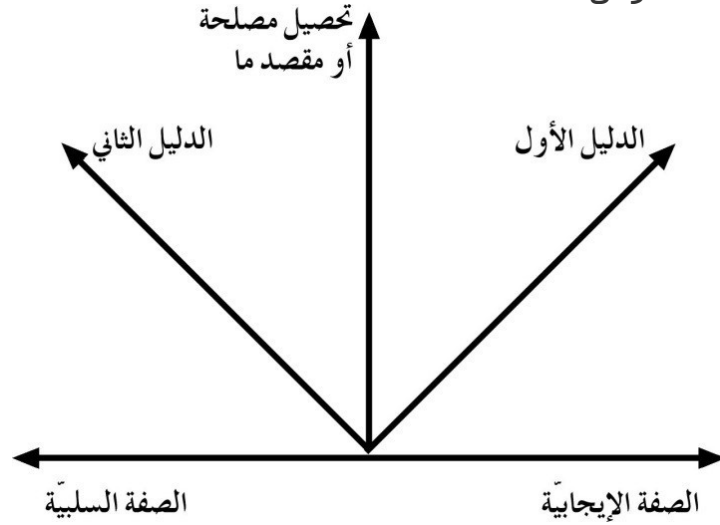 تحصيل مصلحة
أو مقصد ما
الدليل الأول
الدليل الثاني
الصفة الإيجابيّة
الصفة السلبيّة